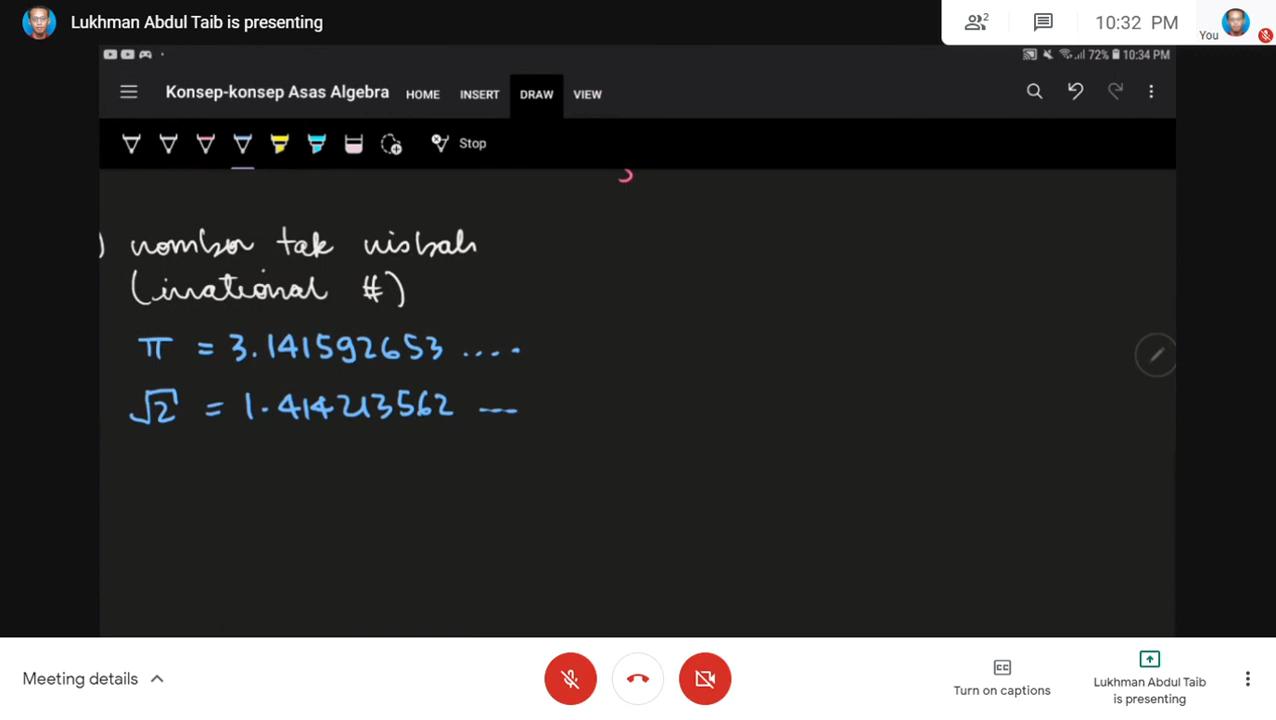 Lukhman Abdul Taib is presenting
2
10:32 PM
You
72% 10:34 PM
Konsep-konsep Asas Algebra HOME INSERT DRAW VIEW
Stop
) nombor tak nisbah
(irrational #)
π = 3.141592653 ....
√2 = 1.414213562 ---
Meeting details
CC
Turn on captions
Lukhman Abdul Taib
is presenting